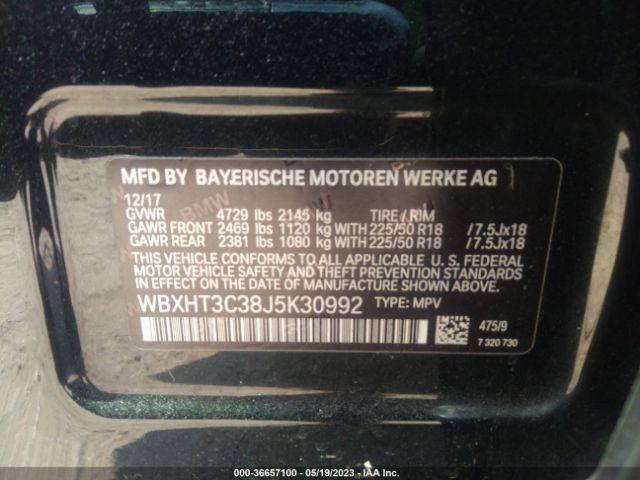 MFD BY BAYERISCHE MOTOREN WERKE AG
12/17
GVWR 4729 lbs 2145 kg TIRE / RIM
GAWR FRONT 2469 lbs 1120 kg WITH 225/50 R18 /7.5Jx18
GAWR REAR 2381 lbs 1080 kg WITH 225/50 R18 /7.5Jx18
THIS VEHICLE CONFORMS TO ALL APPLICABLE U. S. FEDERAL
MOTOR VEHICLE SAFETY, BUMPER, AND THEFT PREVENTION
STANDARDS IN EFFECT ON THE DATE OF MANUFACTURE
SHOWN ABOVE.
WBXHT3C38J5K30992 TYPE: MPV
475/9
7 320 730
000-36657100 - 05/19/2023 - IAAI.com